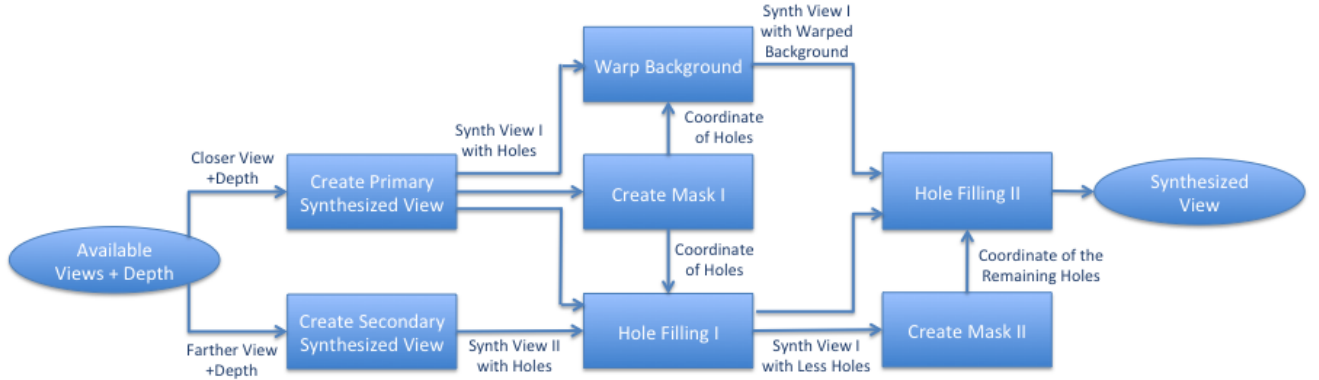 Available
Views + Depth
Closer View
+Depth
Farther View
+Depth
Create Primary
Synthesized View
Create Secondary
Synthesized View
Synth View I
with Holes
Synth View II
with Holes
Warp Background
Coordinate
of Holes
Create Mask I
Coordinate
of Holes
Hole Filling I
Synth View I
with Warped
Background
Synth View I
with Less Holes
Hole Filling II
Coordinate of the
Remaining Holes
Create Mask II
Synthesized
View